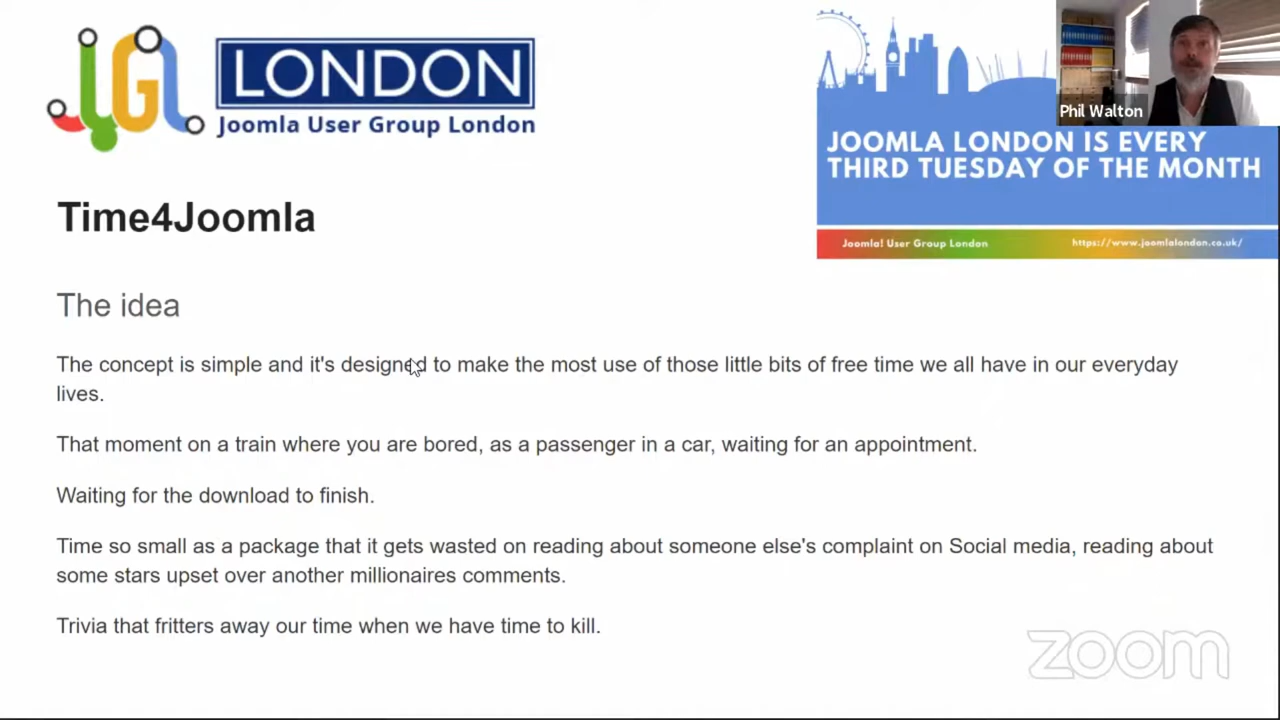 JUGL
LONDON
Joomla User Group London
Phil Walton
JOOMLA LONDON IS EVERY
THIRD TUESDAY OF THE MONTH
Joomla! User Group London
https://www.joomlalondon.co.uk/
Time4Joomla
The idea
The concept is simple and it's designed to make the most use of those little bits of free time we all have in our everyday
lives.
That moment on a train where you are bored, as a passenger in a car, waiting for an appointment.
Waiting for the download to finish.
Time so small as a package that it gets wasted on reading about someone else's complaint on Social media, reading about
some stars upset over another millionaires comments.
Trivia that fritters away our time when we have time to kill.
zoom